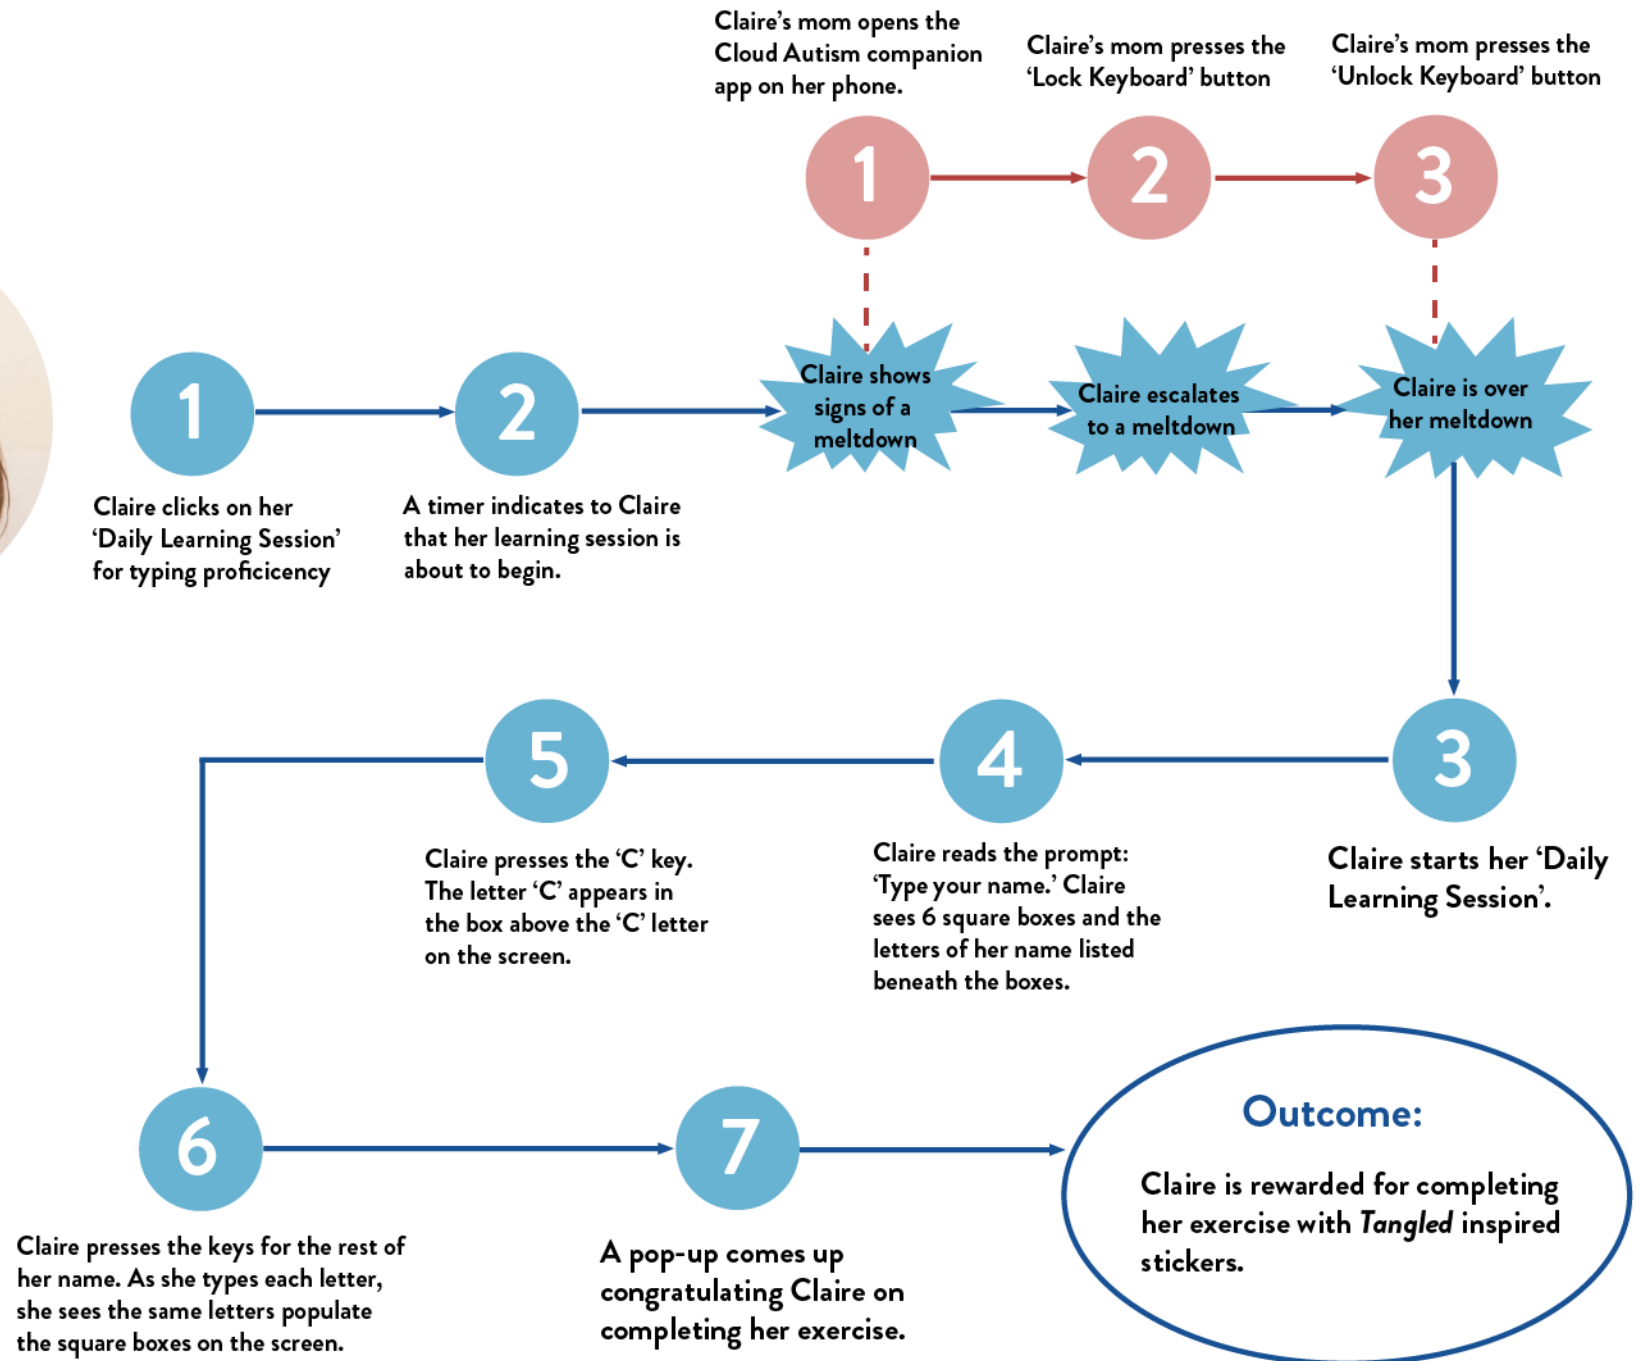 Claire’s mom opens the
Cloud Autism companion
app on her phone.
Claire’s mom presses the
‘Lock Keyboard’ button
Claire’s mom presses the
‘Unlock Keyboard’ button
1
2
3
1
2
Claire shows
signs of a
meltdown
Claire escalates
to a meltdown
Claire is over
her meltdown
Claire clicks on her
‘Daily Learning Session’
for typing proficicency
A timer indicates to Claire
that her learning session is
about to begin.
3
Claire starts her ‘Daily
Learning Session’.
4
Claire reads the prompt:
‘Type your name.’ Claire
sees 6 square boxes and the
letters of her name listed
beneath the boxes.
5
Claire presses the ‘C’ key.
The letter ‘C’ appears in
the box above the ‘C’ letter
on the screen.
6
Claire presses the keys for the rest of
her name. As she types each letter,
she sees the same letters populate
the square boxes on the screen.
7
A pop-up comes up
congratulating Claire on
completing her exercise.
Outcome:
Claire is rewarded for completing
her exercise with Tangled inspired
stickers.